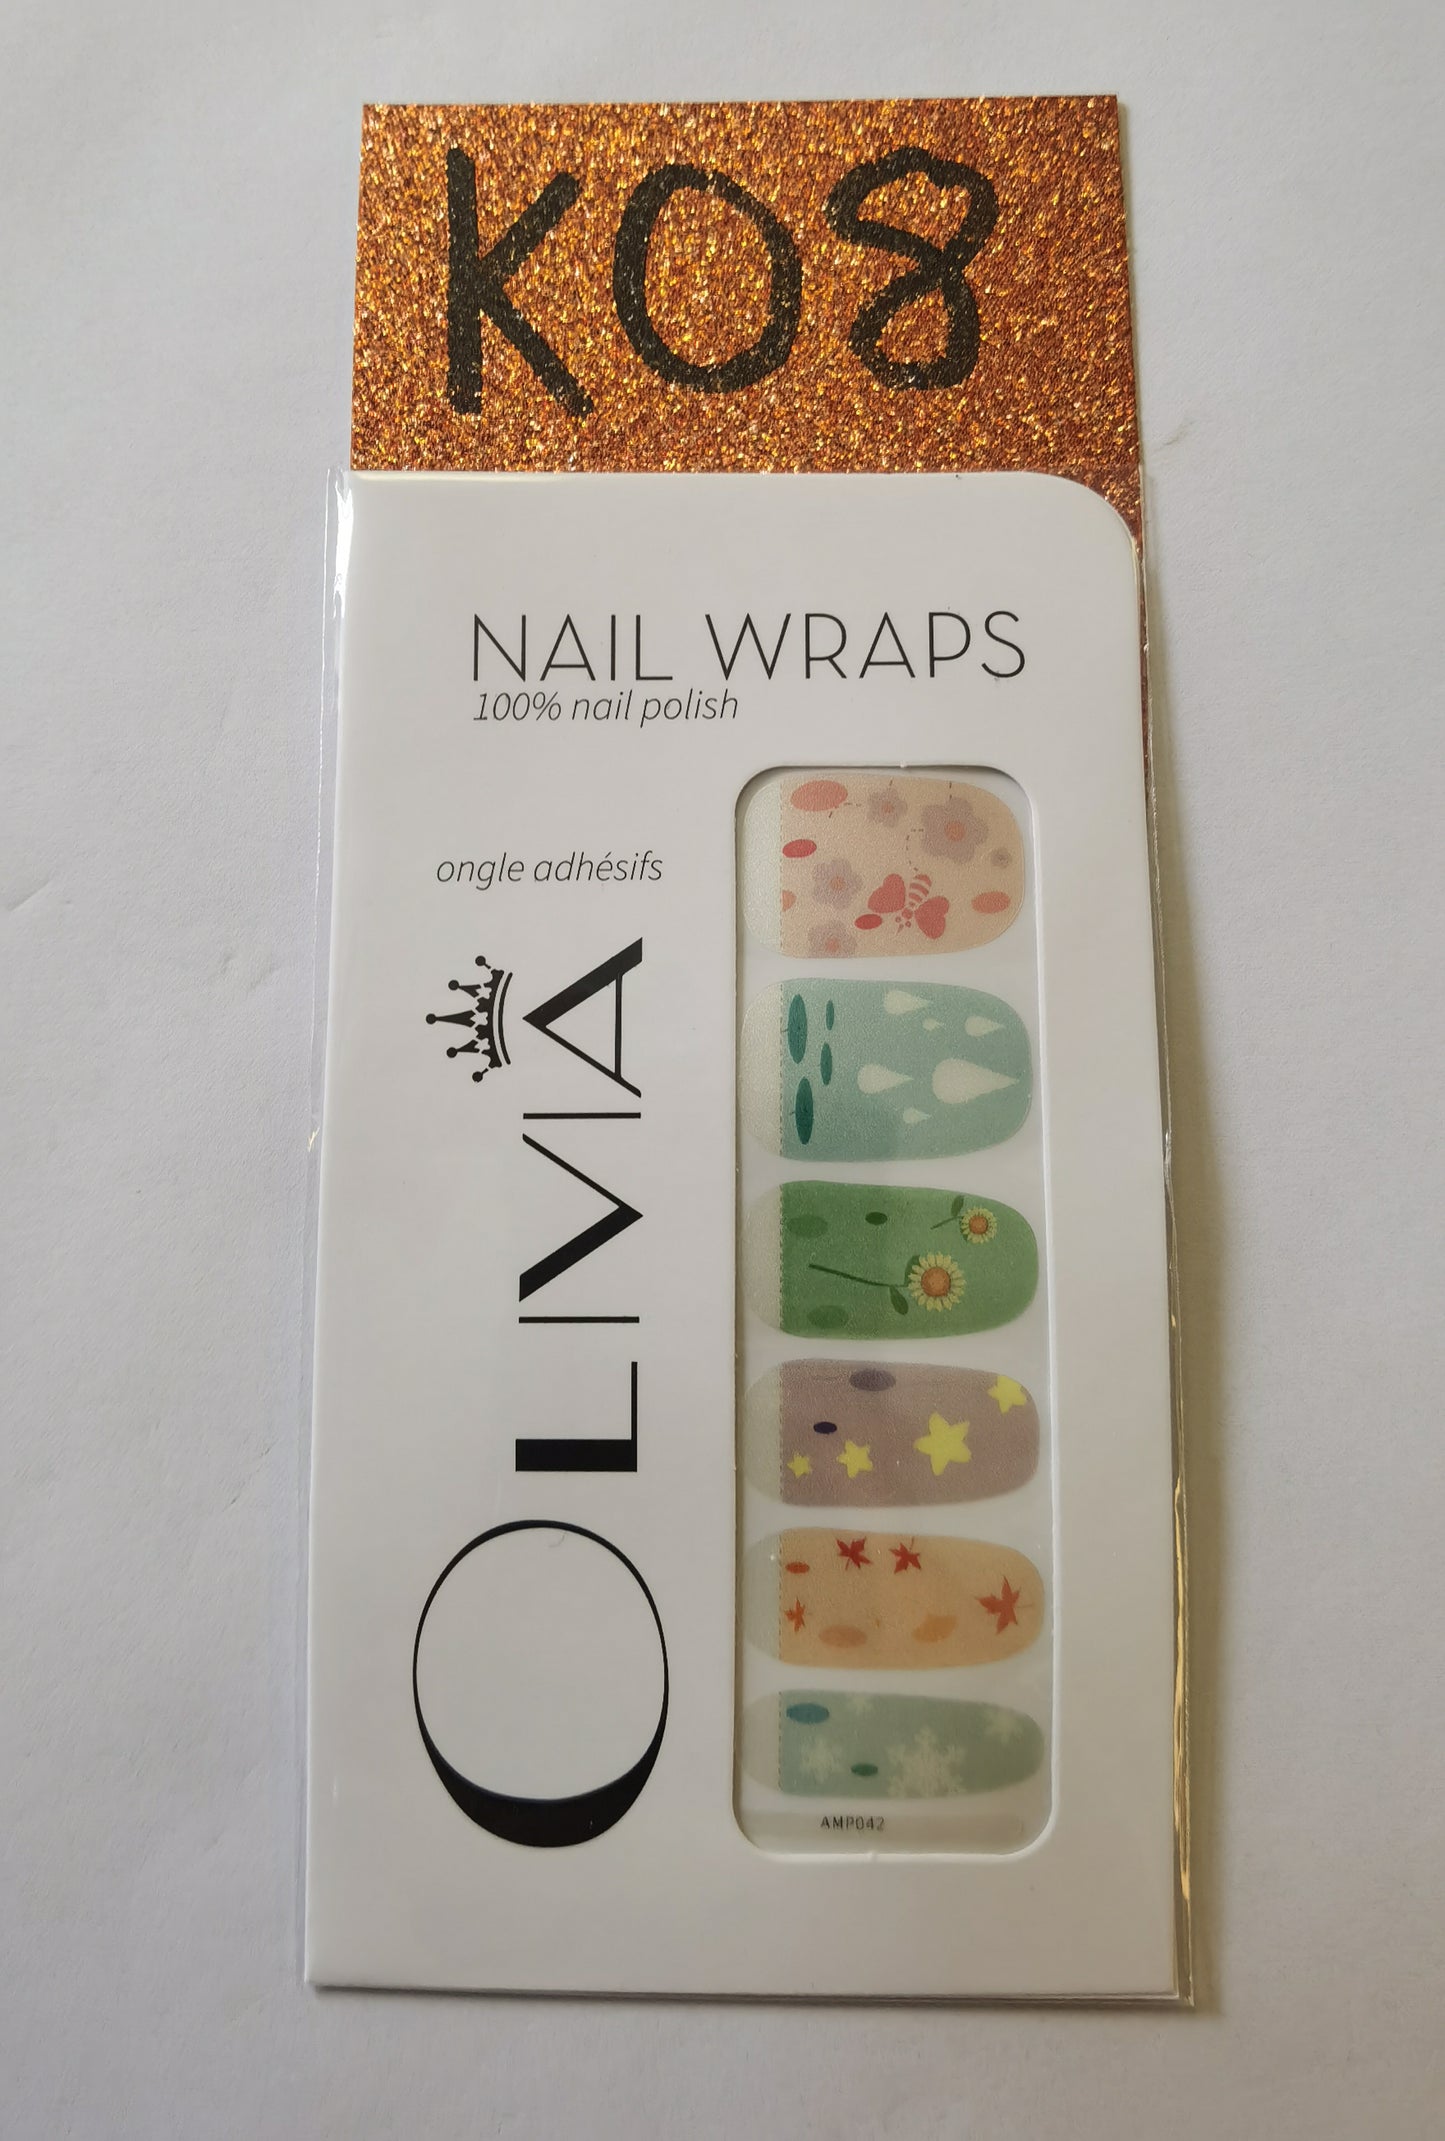 K08
NAIL WRAPS
100% nail polish
ongle adhésifs
OLIVIA
AMP042